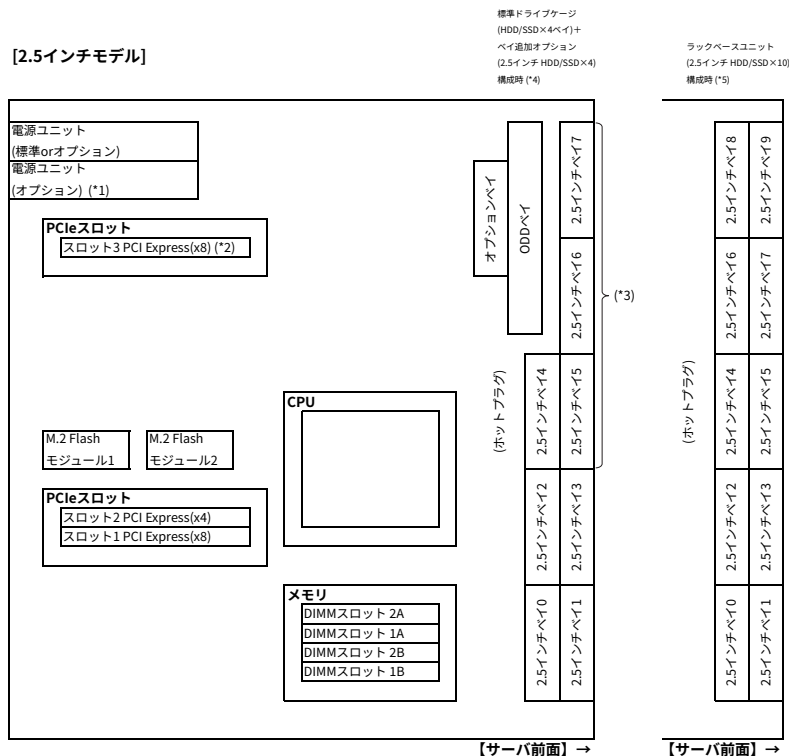 標準ドライブケージ
(HDD/SSD×4ベイ)＋
ベイ追加オプション
(2.5インチ HDD/SSD×4)
構成時 (*4)
ラックベースユニット
(2.5インチ HDD/SSD×10)
構成時 (*5)
[2.5インチモデル]
電源ユニット
(標準orオプション)
電源ユニット
(オプション) (*1)
PCIeスロット
スロット3 PCI Express(x8) (*2)
オプションベイ
ODDベイ
2.5インチベイ7
2.5インチベイ6
(*3)
(ホットプラグ)
2.5インチベイ4
2.5インチベイ5
2.5インチベイ2
2.5インチベイ3
2.5インチベイ0
2.5インチベイ1
CPU
M.2 Flash
モジュール1
M.2 Flash
モジュール2
PCIeスロット
スロット2 PCI Express(x4)
スロット1 PCI Express(x8)
メモリ
DIMMスロット 2A
DIMMスロット 1A
DIMMスロット 2B
DIMMスロット 1B
【サーバ前面】→
2.5インチベイ8
2.5インチベイ9
2.5インチベイ6
2.5インチベイ7
(ホットプラグ)
2.5インチベイ4
2.5インチベイ5
2.5インチベイ2
2.5インチベイ3
2.5インチベイ0
2.5インチベイ1
【サーバ前面】→